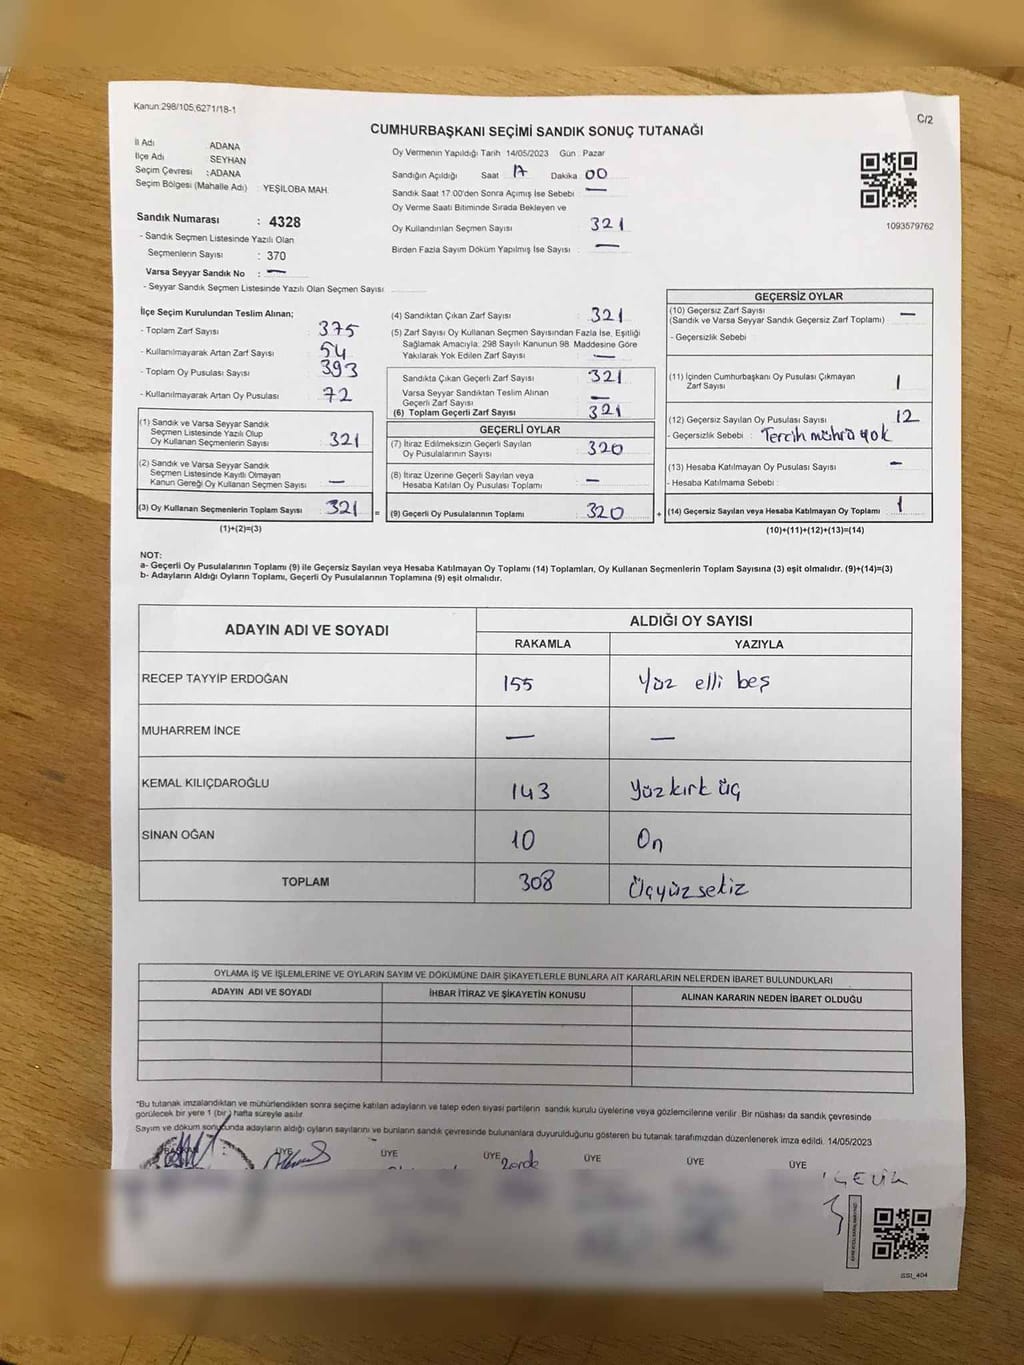 Kanun:298/105,6271/18-1
C/2
CUMHURBAŞKANI SEÇİMİ SANDIK SONUÇ TUTANAĞI
İl Adı ADANA
İlçe Adı SEYHAN
Seçim Çevresi :ADANA
Seçim Bölgesi (Mahalle Adı) : YEŞİLOBA MAH.
Sandık Numarası : 4328
- Sandık Seçmen Listesinde Yazılı Olan
Seçmenlerin Sayısı : 370
Varsa Seyyar Sandık No : —
- Seyyar Sandık Seçmen Listesinde Yazılı Olan Seçmen Sayısı
Oy Vermenin Yapıldığı Tarih 14/05/2023 Gün : Pazar
Sandığın Açıldığı Saat 17 Dakika 00
Sandık Saat 17.00'den Sonra Açımış İse Sebebi : —
Oy Verme Saati Bitiminde Sırada Bekleyen ve
Oy Kullandırılan Seçmen Sayısı 321
Birden Fazla Sayım Döküm Yapılmış İse Sayısı : —
1093579762
İlçe Seçim Kurulundan Teslim Alınan;
- Toplam Zarf Sayısı 375
- Kullanılmayarak Artan Zarf Sayısı 54
- Toplam Oy Pusulası Sayısı 393
- Kullanılmayarak Artan Oy Pusulası 72
(1) Sandık ve Varsa Seyyar Sandık
Seçmen Listesinde Yazılı Olup
Oy Kullanan Seçmenlerin Sayısı 321
(2) Sandık ve Varsa Seyyar Sandık
Seçmen Listesinde Kayıtlı Olmayan
Kanun Gereği Oy Kullanan Seçmen Sayısı : —
(3) Oy Kullanan Seçmenlerin Toplam Sayısı : 321
(1)+(2)=(3)
(4) Sandıktan Çıkan Zarf Sayısı : 321
(5) Zarf Sayısı Oy Kullanan Seçmen Sayısından Fazla İse, Eşitliği
Sağlamak Amacıyla; 298 Sayılı Kanunun 98. Maddesine Göre
Yakılarak Yok Edilen Zarf Sayısı : —
Sandıkta Çıkan Geçerli Zarf Sayısı : 321
Varsa Seyyar Sandıktan Teslim Alınan
Geçerli Zarf Sayısı : —
(6) Toplam Geçerli Zarf Sayısı : 321
GEÇERLİ OYLAR
(7) İtiraz Edilmeksizin Geçerli Sayılan
Oy Pusulalarının Sayısı : 320
(8) İtiraz Üzerine Geçerli Sayılan veya
Hesaba Katılan Oy Pusulası Toplamı : —
= (9) Geçerli Oy Pusulalarının Toplamı : 320
GEÇERSİZ OYLAR
(10) Geçersiz Zarf Sayısı
(Sandık ve Varsa Seyyar Sandık Geçersiz Zarf Toplamı) : —
- Geçersizlik Sebebi :
(11) İçinden Cumhurbaşkanı Oy Pusulası Çıkmayan
Zarf Sayısı : 1
(12) Geçersiz Sayılan Oy Pusulası Sayısı : 12
- Geçersizlik Sebebi : Tercih mührü yok
(13) Hesaba Katılmayan Oy Pusulası Sayısı : —
- Hesaba Katılmama Sebebi :
+ (14) Geçersiz Sayılan veya Hesaba Katılmayan Oy Toplamı : 1
(10)+(11)+(12)+(13)=(14)
NOT:
a- Geçerli Oy Pusulalarının Toplamı (9) ile Geçersiz Sayılan veya Hesaba Katılmayan Oy Toplamı (14) Toplamları, Oy Kullanan Seçmenlerin Toplam Sayısına (3) eşit olmalıdır. (9)+(14)=(3)
b- Adayların Aldığı Oyların Toplamı, Geçerli Oy Pusulalarının Toplamına (9) eşit olmalıdır.
ADAYIN ADI VE SOYADI ALDIĞI OY SAYISI
RAKAMLA YAZIYLA
RECEP TAYYİP ERDOĞAN 155 Yüz elli beş
MUHARREM İNCE — —
KEMAL KILIÇDAROĞLU 143 Yüzkırk üç
SİNAN OĞAN 10 On
TOPLAM 308 Üçyüzsekiz
OYLAMA İŞ VE İŞLEMLERİNE VE OYLARIN SAYIM VE DÖKÜMÜNE DAİR ŞİKAYETLERLE BUNLARA AİT KARARLARIN NELERDEN İBARET BULUNDUKLARI
ADAYIN ADI VE SOYADI İHBAR İTİRAZ VE ŞİKAYETİN KONUSU ALINAN KARARIN NEDEN İBARET OLDUĞU
*Bu tutanak imzalandıktan ve mühürlendikten sonra seçime katılan adayların ve talep eden siyasi partilerin sandık kurulu üyelerine veya gözlemcilerine verilir. Bir nüshası da sandık çevresinde
görülecek bir yere 1 (bir) hafta süreyle asılır.
Sayım ve döküm sonucunda adayların aldığı oyların sayılarını ve bunların sandık çevresinde bulunanlara duyurulduğunu gösteren bu tutanak tarafımızdan düzenlenerek imza edildi. 14/05/2023
BAŞKAN ÜYE ÜYE ÜYE ÜYE ÜYE ÜYE
SSI_404